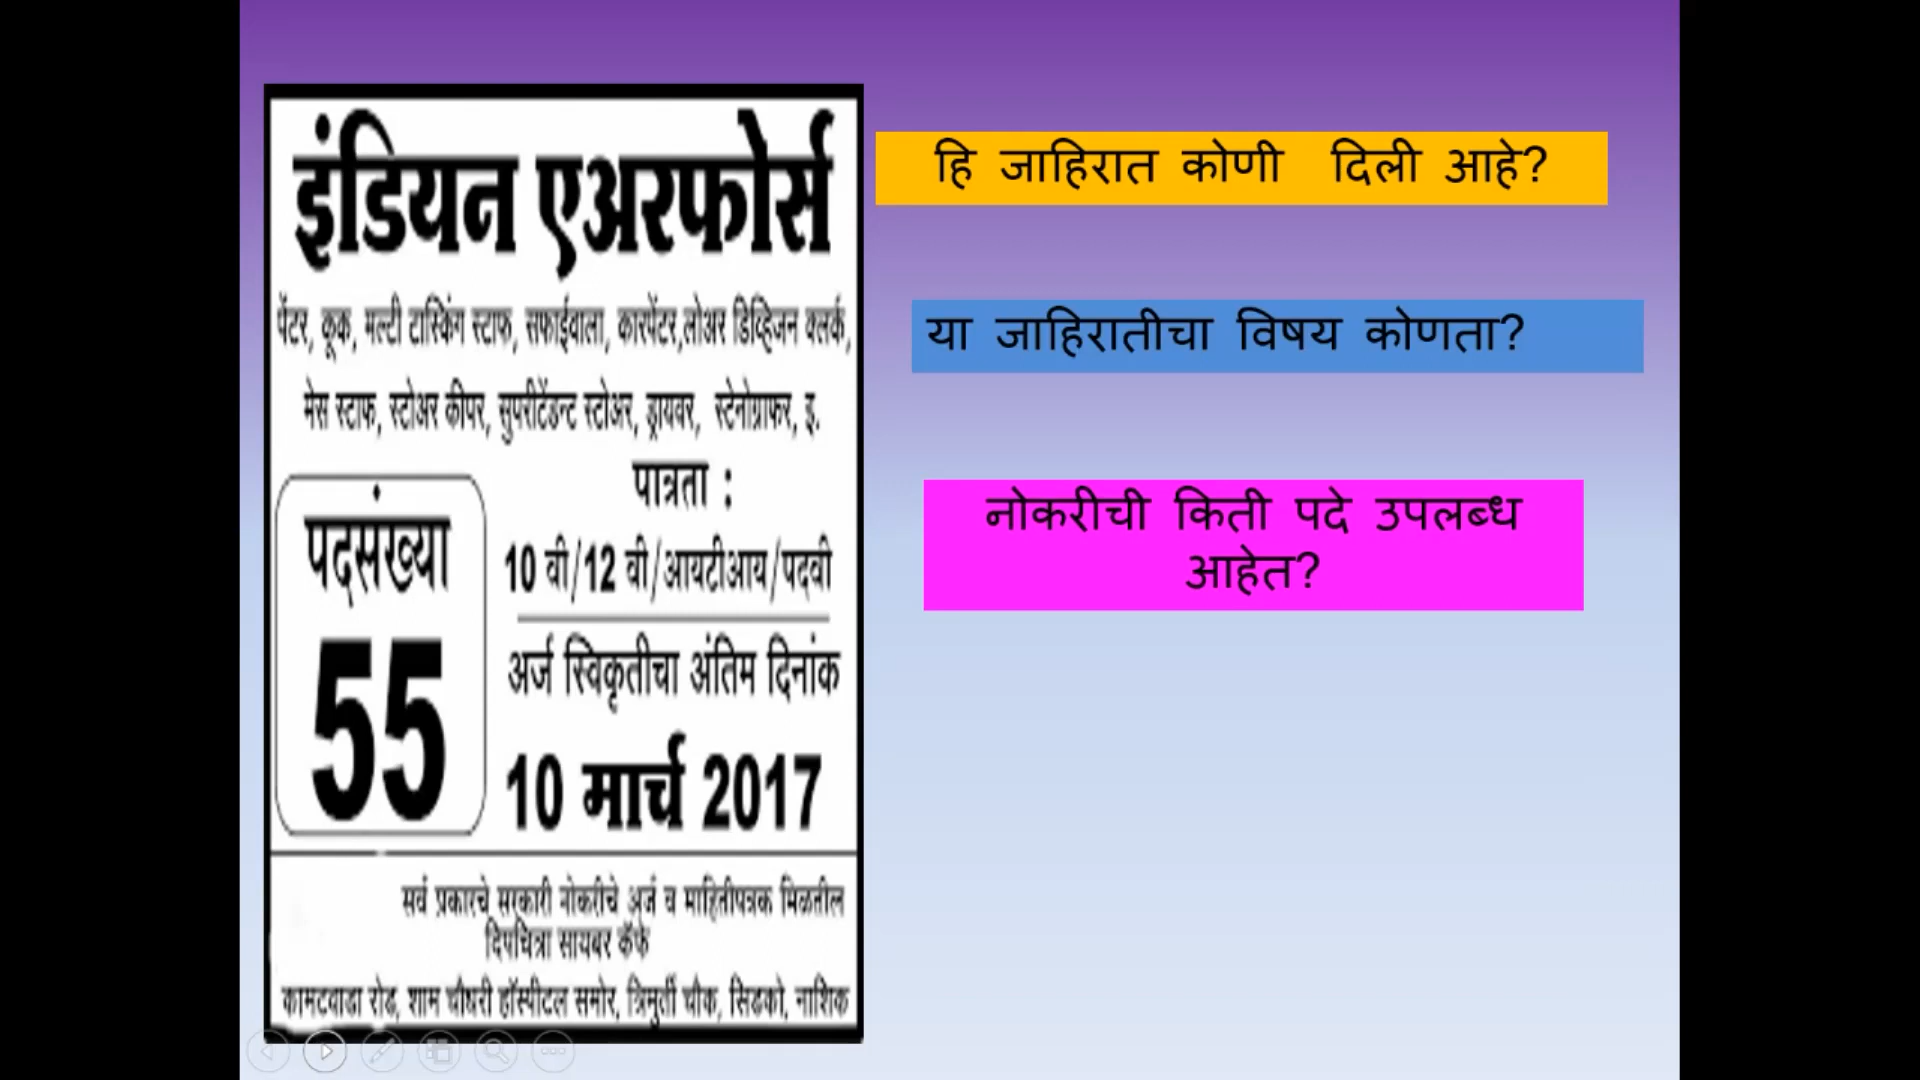 इंडियन एअरफोर्स
पेंटर, कूक, मल्टी टास्किंग स्टाफ, सफाईवाला, कारपेंटर,लोअर डिव्हिजन क्लर्क,
मेस स्टाफ, स्टोअर कीपर, सुपरीटेंडन्ट स्टोअर, ड्रायवर, स्टेनोग्राफर, इ.
पदसंख्या
55
पात्रता :
10 वी/12 वी/आयटीआय/पदवी
अर्ज स्विकृतीचा अंतिम दिनांक
10 मार्च 2017
सर्व प्रकारचे सरकारी नोकरीचे अर्ज व माहितीपत्रक मिळतील
दिपचित्रा सायबर कॅफे
कामटवाडा रोड, शाम चौधरी हॉस्पीटल समोर, त्रिमुर्ती चौक, सिडको, नाशिक
हि जाहिरात कोणी दिली आहे?
या जाहिरातीचा विषय कोणता?
नोकरीची किती पदे उपलब्ध
आहेत?